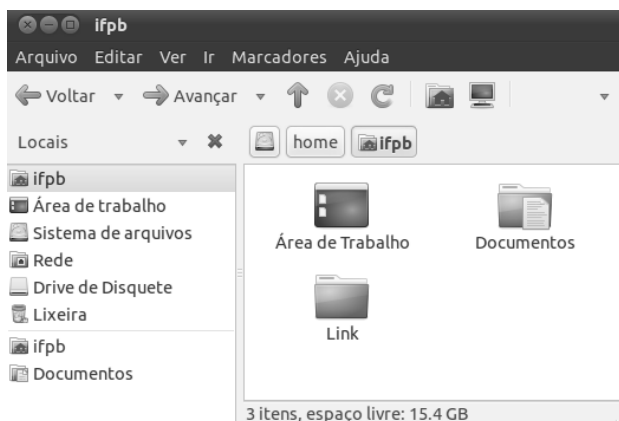 ifpb
Arquivo Editar Ver Ir Marcadores Ajuda
Voltar Avançar
Locais
home ifpb
ifpb
Área de trabalho
Sistema de arquivos
Rede
Drive de Disquete
Lixeira
ifpb
Documentos
Área de Trabalho Documentos
Link
3 itens, espaço livre: 15.4 GB